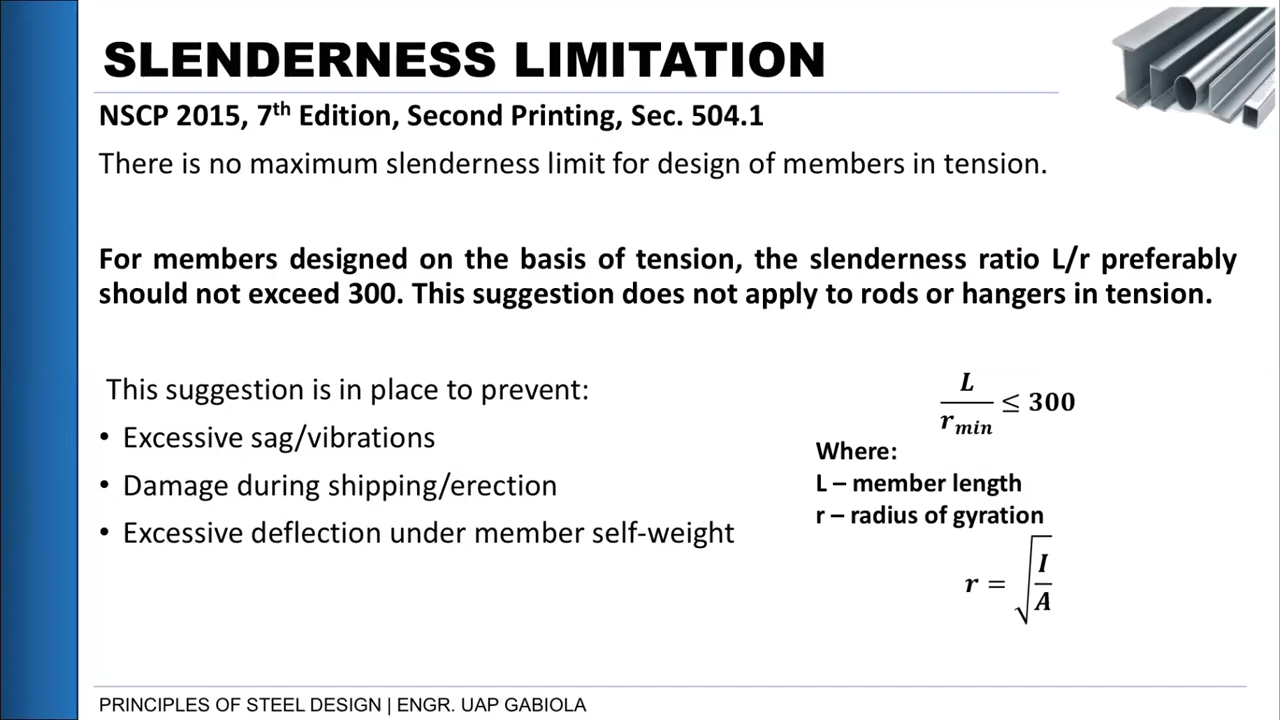 SLENDERNESS LIMITATION
NSCP 2015, 7th Edition, Second Printing, Sec. 504.1
There is no maximum slenderness limit for design of members in tension.
For members designed on the basis of tension, the slenderness ratio L/r preferably
should not exceed 300. This suggestion does not apply to rods or hangers in tension.
This suggestion is in place to prevent:
• Excessive sag/vibrations
• Damage during shipping/erection
• Excessive deflection under member self-weight
L/r_min ≤ 300
Where:
L – member length
r – radius of gyration
r = √(I/A)
PRINCIPLES OF STEEL DESIGN | ENGR. UAP GABIOLA